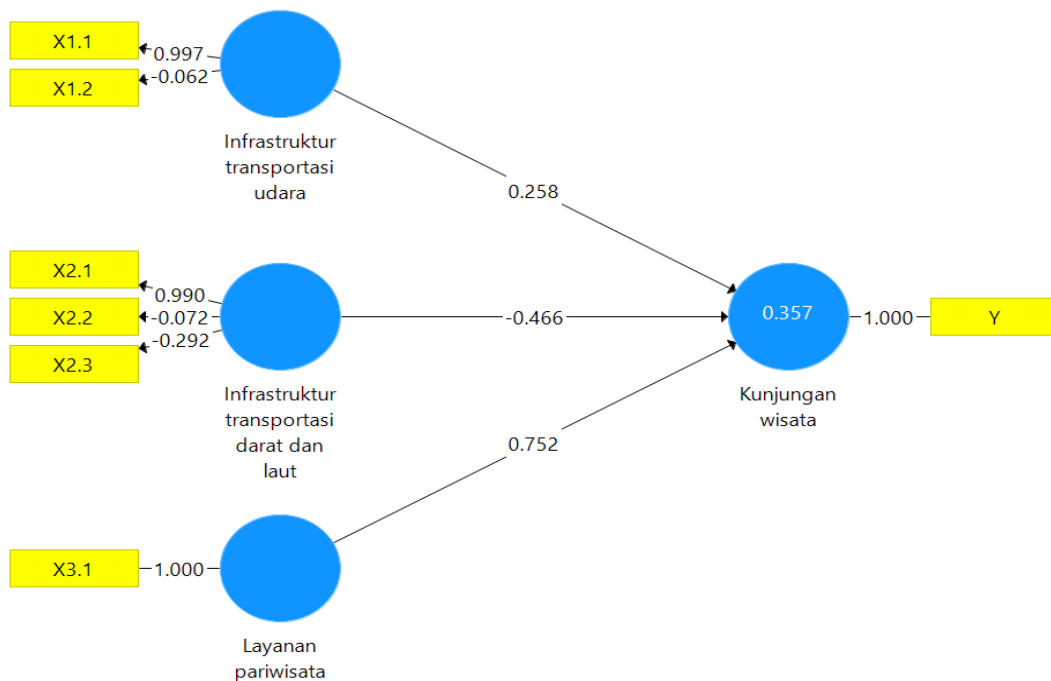 X1.1
0.997
X1.2
-0.062
Infrastruktur
transportasi
udara
0.258
X2.1
0.990
X2.2
-0.072
X2.3
-0.292
-0.466
0.357
1.000
Y
Infrastruktur
transportasi
darat dan
laut
Kunjungan
wisata
0.752
X3.1
1.000
Layanan
pariwisata